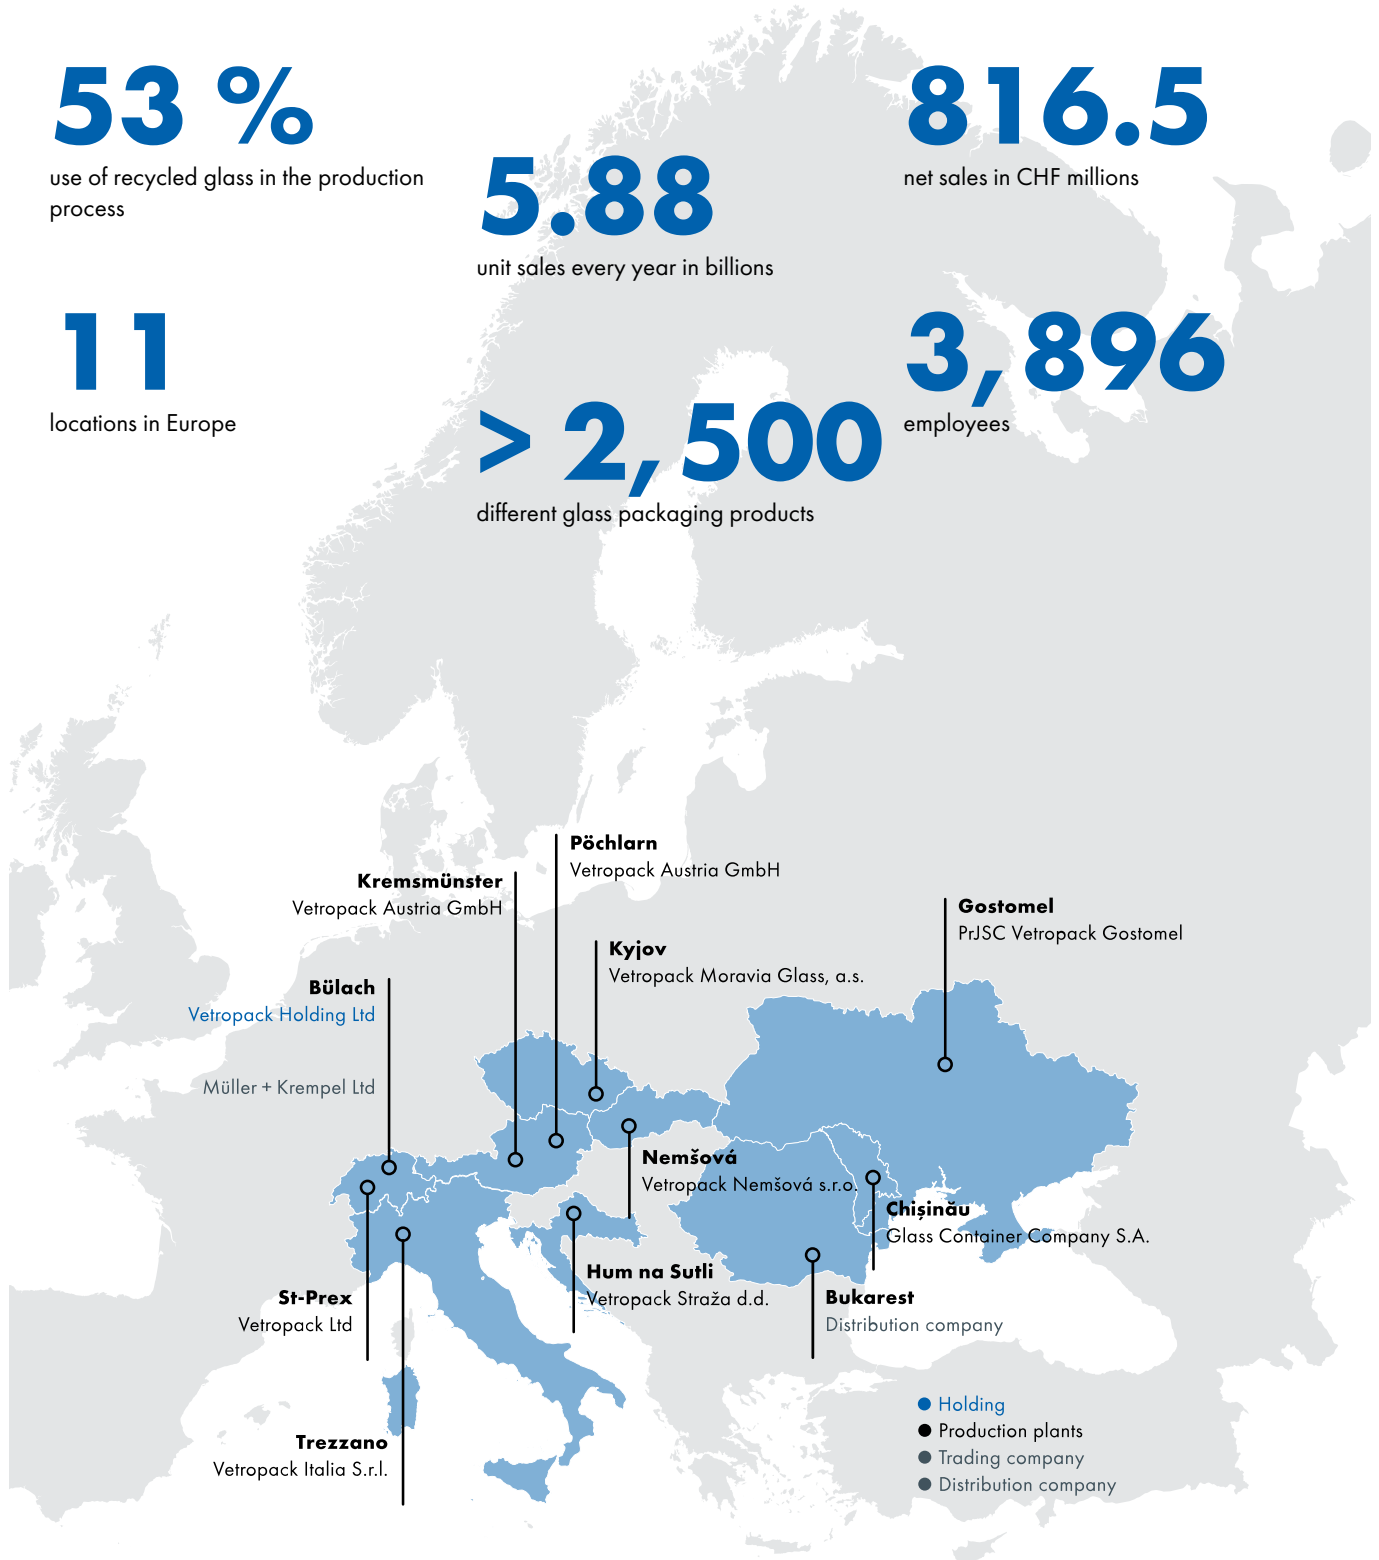 53 %
use of recycled glass in the production
process
5.88
unit sales every year in billions
816.5
net sales in CHF millions
11
locations in Europe
> 2,500
different glass packaging products
3,896
employees
Pöchlarn
Vetropack Austria GmbH
Kremsmünster
Vetropack Austria GmbH
Gostomel
PrJSC Vetropack Gostomel
Kyjov
Vetropack Moravia Glass, a.s.
Bülach
Vetropack Holding Ltd
Müller + Krempel Ltd
Nemšová
Vetropack Nemšová s.r.o.
Chișinău
Glass Container Company S.A.
Hum na Sutli
Vetropack Straža d.d.
St-Prex
Vetropack Ltd
Bukarest
Distribution company
Trezzano
Vetropack Italia S.r.l.
Holding
Production plants
Trading company
Distribution company